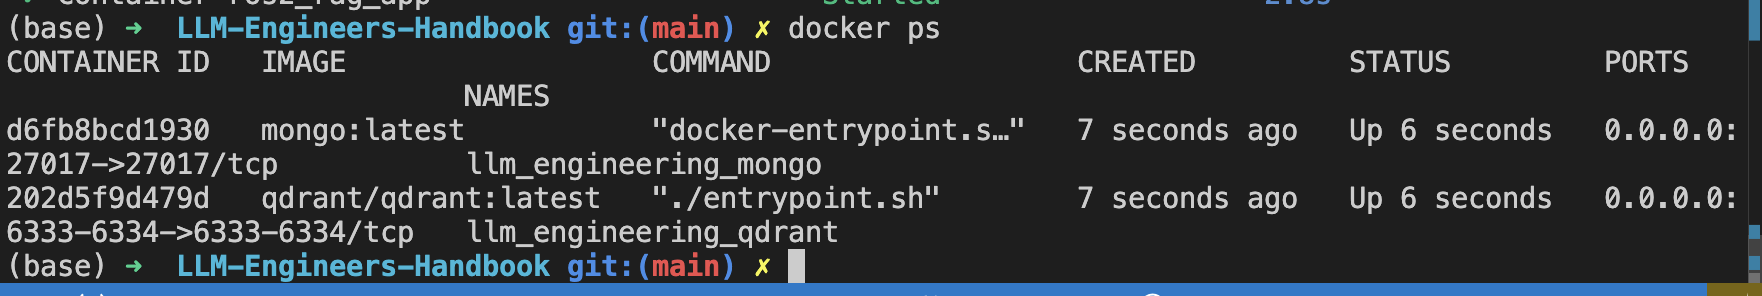 (base) ➜ LLM-Engineers-Handbook git:(main) ✗ docker ps
CONTAINER ID IMAGE COMMAND CREATED STATUS PORTS
NAMES
d6fb8bcd1930 mongo:latest "docker-entrypoint.s…" 7 seconds ago Up 6 seconds 0.0.0.0:
27017->27017/tcp llm_engineering_mongo
202d5f9d479d qdrant/qdrant:latest "./entrypoint.sh" 7 seconds ago Up 6 seconds 0.0.0.0:
6333-6334->6333-6334/tcp llm_engineering_qdrant
(base) ➜ LLM-Engineers-Handbook git:(main) ✗